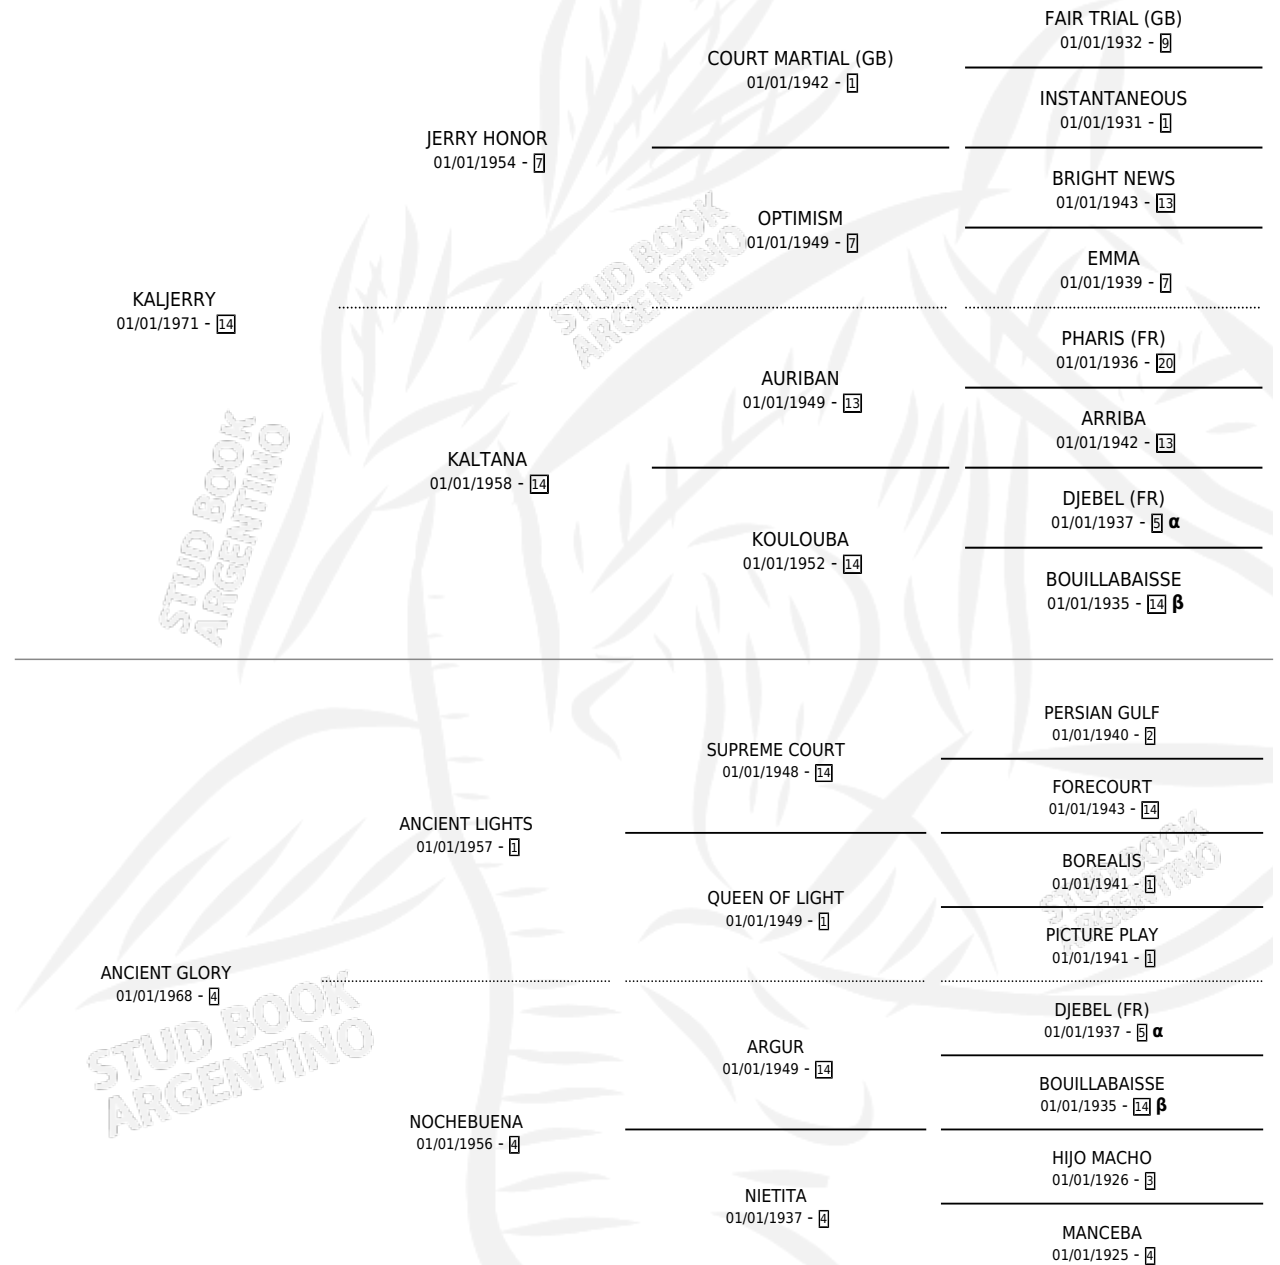 FAIR TRIAL (GB)
01/01/1932 - 9
COURT MARTIAL (GB)
01/01/1942 - 1
INSTANTANEOUS
01/01/1931 - 1
JERRY HONOR
01/01/1954 - 7
BRIGHT NEWS
01/01/1943 - 13
OPTIMISM
01/01/1949 - 7
EMMA
01/01/1939 - 7
KALJERRY
01/01/1971 - 14
PHARIS (FR)
01/01/1936 - 20
AURIBAN
01/01/1949 - 13
ARRIBA
01/01/1942 - 13
KALTANA
01/01/1958 - 14
DJEBEL (FR)
01/01/1937 - 5 α
KOULOUBA
01/01/1952 - 14
BOUILLABAISSE
01/01/1935 - 14 β
PERSIAN GULF
01/01/1940 - 2
SUPREME COURT
01/01/1948 - 14
FORECOURT
01/01/1943 - 14
ANCIENT LIGHTS
01/01/1957 - 1
BOREALIS
01/01/1941 - 1
QUEEN OF LIGHT
01/01/1949 - 1
PICTURE PLAY
01/01/1941 - 1
ANCIENT GLORY
01/01/1968 - 4
DJEBEL (FR)
01/01/1937 - 5 α
ARGUR
01/01/1949 - 14
BOUILLABAISSE
01/01/1935 - 14 β
NOCHEBUENA
01/01/1956 - 4
HIJO MACHO
01/01/1926 - 3
NIETITA
01/01/1937 - 4
MANCEBA
01/01/1925 - 4
STUD BOOK
ARGENTINO
STUD BOOK
ARGENTINO
STUD BOOK
ARGENTINO
STUD BOOK
ARGENTINO